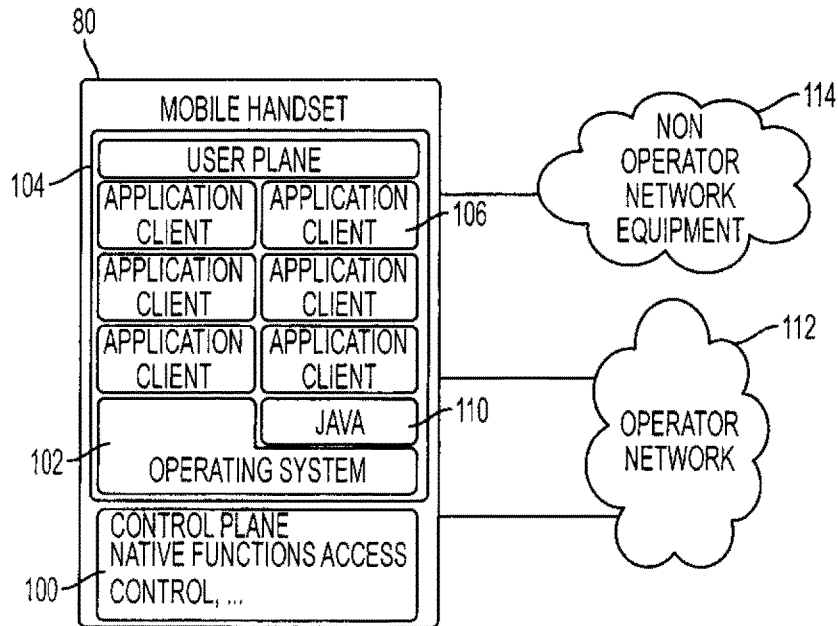 80
MOBILE HANDSET
104
USER PLANE
APPLICATION
CLIENT
APPLICATION
CLIENT
106
APPLICATION
CLIENT
APPLICATION
CLIENT
APPLICATION
CLIENT
APPLICATION
CLIENT
JAVA
110
102
OPERATING SYSTEM
CONTROL PLANE
NATIVE FUNCTIONS ACCESS
100
CONTROL, ...
114
NON
OPERATOR
NETWORK
EQUIPMENT
112
OPERATOR
NETWORK